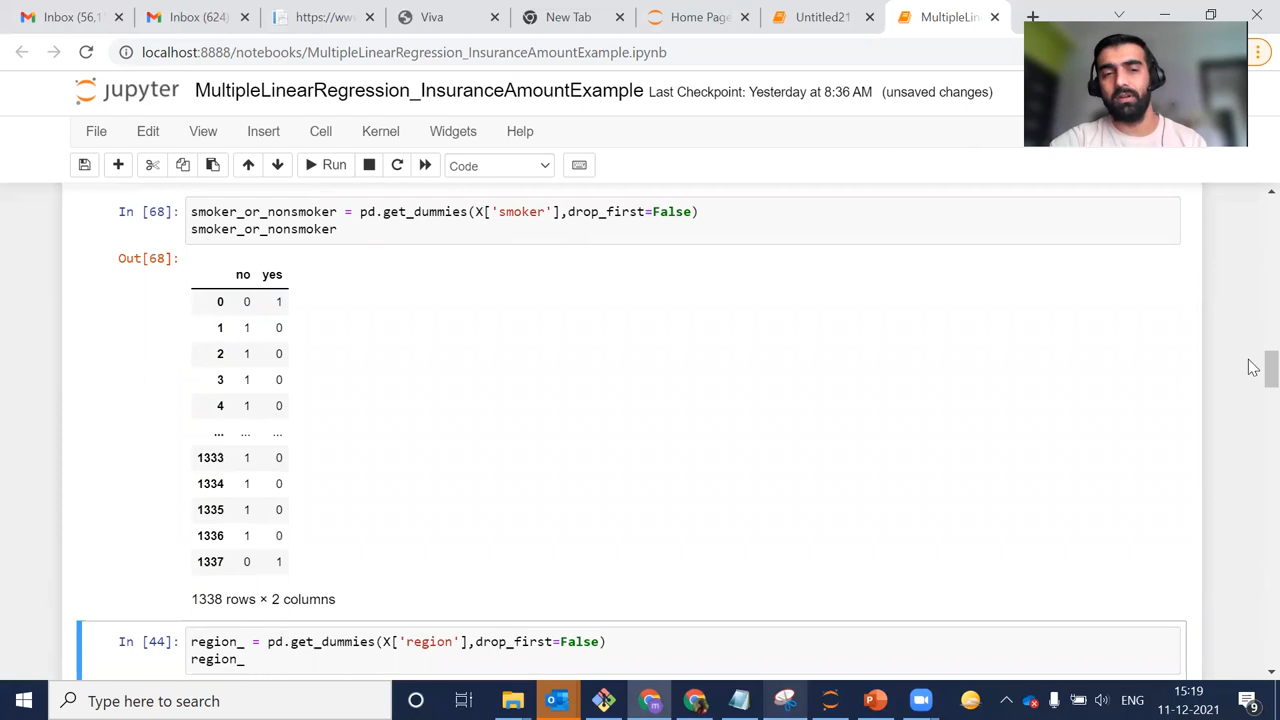 Inbox (56,1
Inbox (624)
https://www
Viva
New Tab
Home Page
Untitled21
MultipleLin
localhost:8888/notebooks/MultipleLinearRegression_InsuranceAmountExample.ipynb
jupyter MultipleLinearRegression_InsuranceAmountExample Last Checkpoint: Yesterday at 8:36 AM (unsaved changes)
File Edit View Insert Cell Kernel Widgets Help
Run Code
In [68]: smoker_or_nonsmoker = pd.get_dummies(X['smoker'],drop_first=False)
smoker_or_nonsmoker
Out[68]:
no yes
0 0 1
1 1 0
2 1 0
3 1 0
4 1 0
... ... ...
1333 1 0
1334 1 0
1335 1 0
1336 1 0
1337 0 1
1338 rows × 2 columns
In [44]: region_ = pd.get_dummies(X['region'],drop_first=False)
region_
Type here to search
ENG
15:19
11-12-2021
9